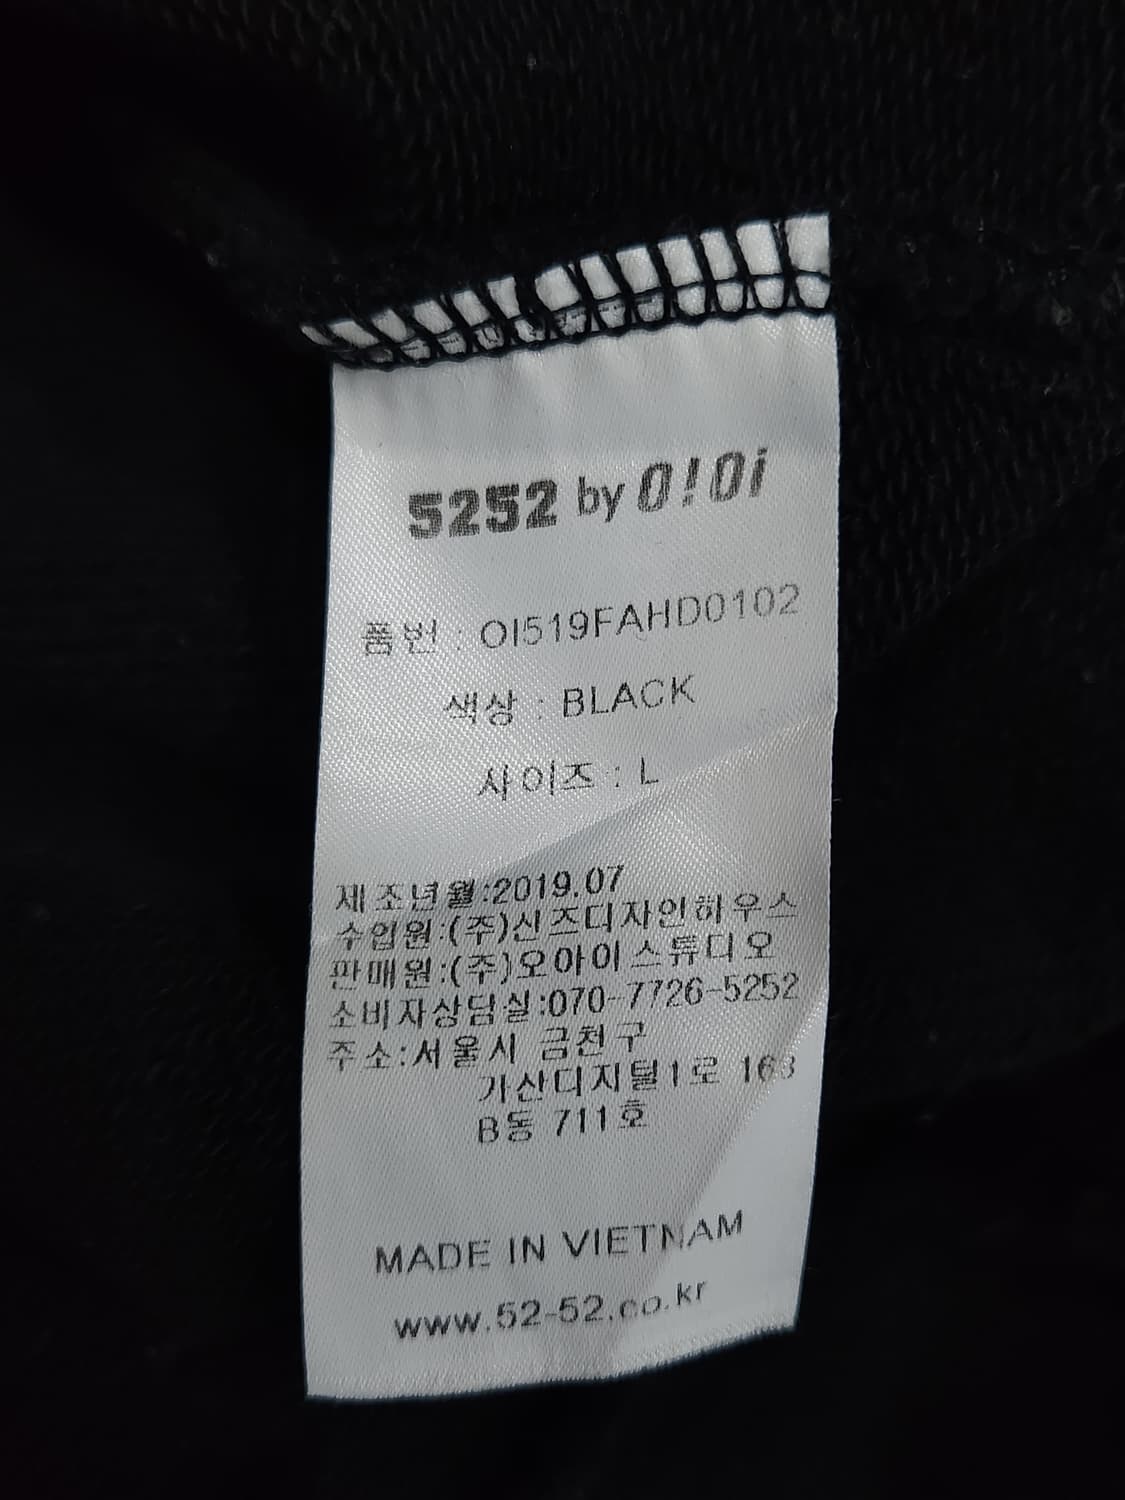 5252 by O!Oi
품번 : OI519FAHD0102
색상 : BLACK
사이즈 : L
제조년월:2019.07
수입원:(주)신즈디자인하우스
판매원:(주)오아이스튜디오
소비자상담실:070-7726-5252
주소:서울시 금천구
가산디지털1로 168
B동 711호
MADE IN VIETNAM
www.52-52.co.kr